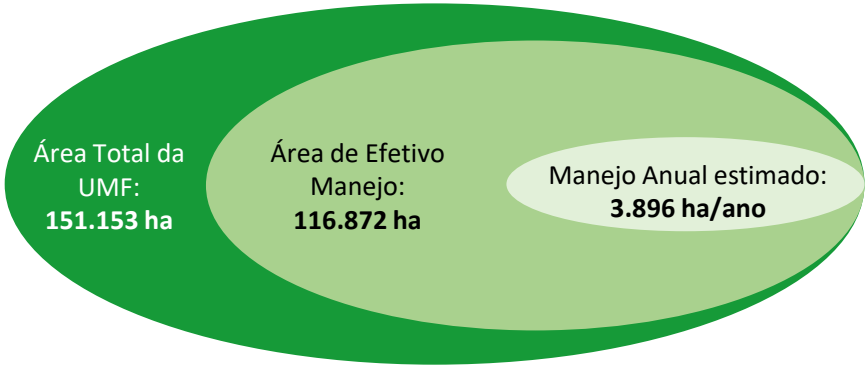 Área Total da
UMF:
151.153 ha
Área de Efetivo
Manejo:
116.872 ha
Manejo Anual estimado:
3.896 ha/ano